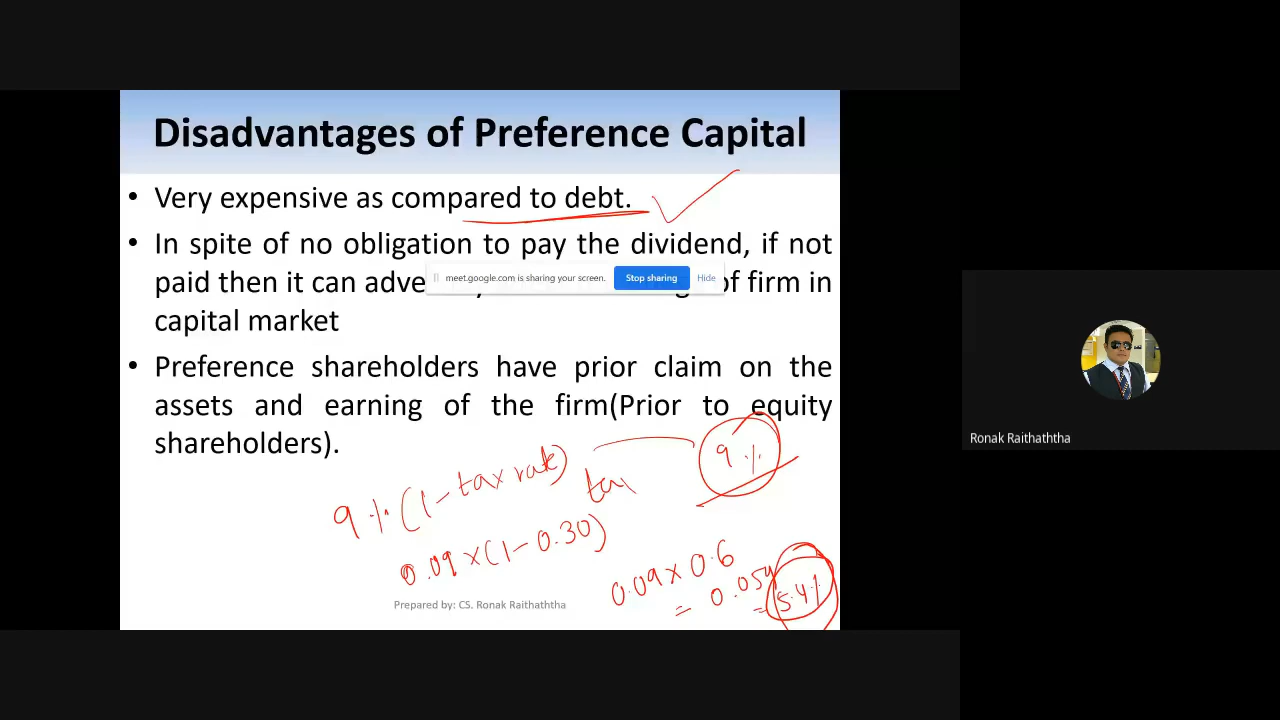 Disadvantages of Preference Capital
• Very expensive as compared to debt.
• In spite of no obligation to pay the dividend, if not
paid then it can adve
meet.google.com is sharing your screen. Stop sharing Hide
of firm in
capital market
• Preference shareholders have prior claim on the
assets and earning of the firm(Prior to equity
shareholders).
9%
9%(1-tax rate)
tax
0.09×(1-0.30)
0.09×0.6
= 0.054
= 5.4%
Prepared by: CS. Ronak Raithaththa
Ronak Raithaththa